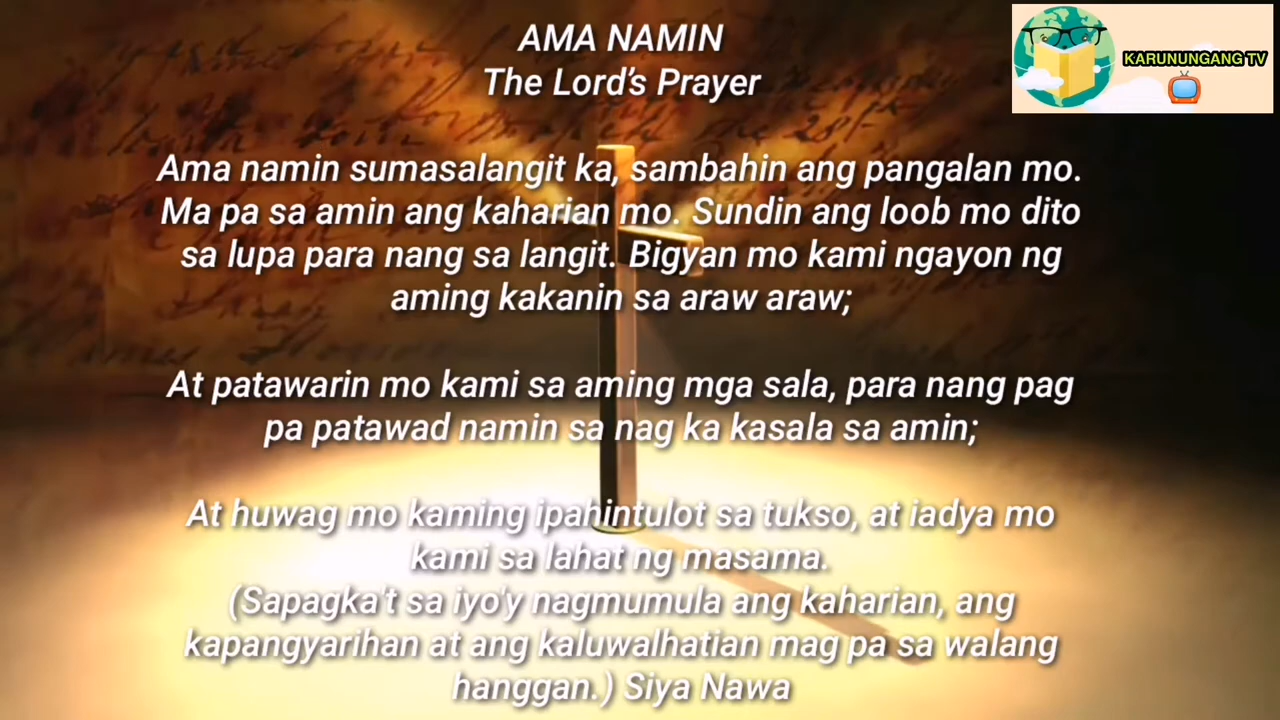 AMA NAMIN
The Lord's Prayer
KARUNUNGANG TV
Ama namin sumasalangit ka, sambahin ang pangalan mo.
Ma pa sa amin ang kaharian mo. Sundin ang loob mo dito
sa lupa para nang sa langit. Bigyan mo kami ngayon ng
aming kakanin sa araw araw;
At patawarin mo kami sa aming mga sala, para nang pag
pa patawad namin sa nag ka kasala sa amin;
At huwag mo kaming ipahintulot sa tukso, at iadya mo
kami sa lahat ng masama.
(Sapagka't sa iyo'y nagmumula ang kaharian, ang
kapangyarihan at ang kaluwalhatian mag pa sa walang
hanggan.) Siya Nawa